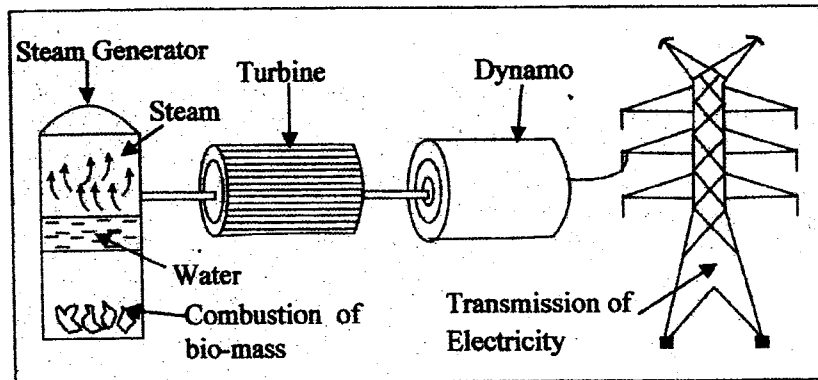 Steam Generator
Steam
Turbine
Dynamo
Water
Combustion of
bio-mass
Transmission of
Electricity